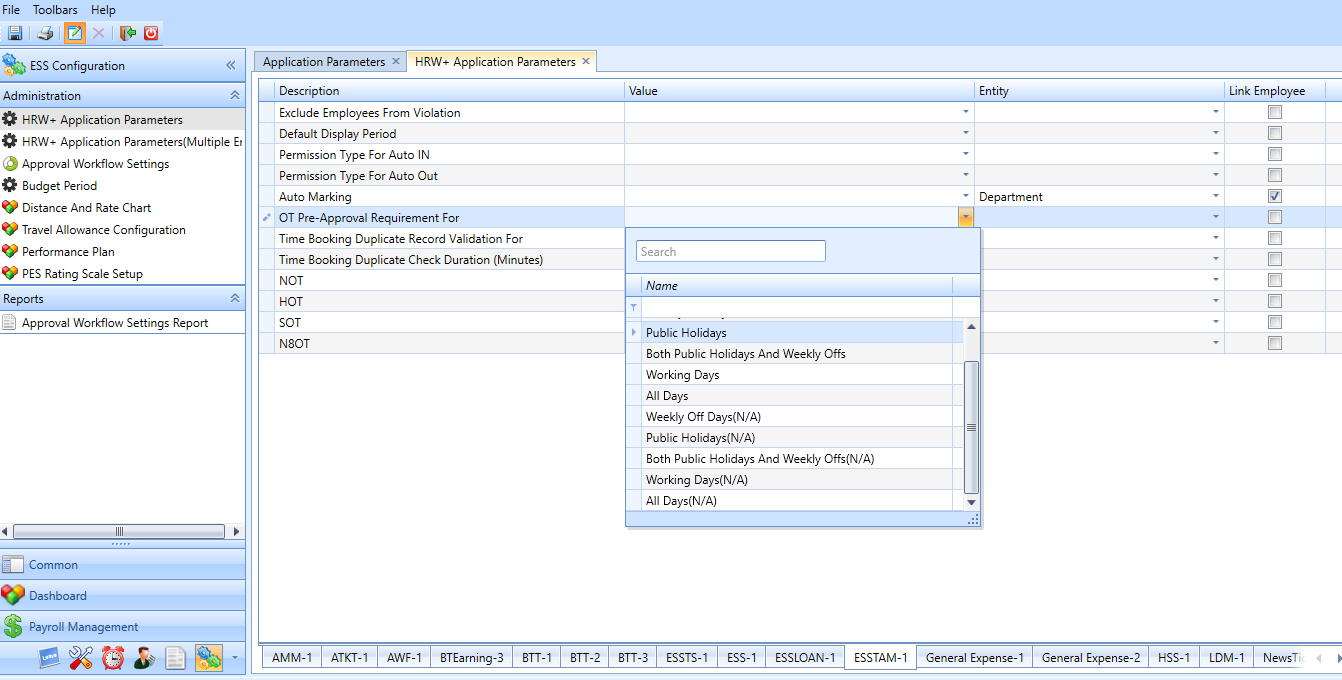 File Toolbars Help
ESS Configuration
Administration
HRW+ Application Parameters
HRW+ Application Parameters(Multiple
Approval Workflow Settings
Budget Period
Distance And Rate Chart
Travel Allowance Configuration
Performance Plan
PES Rating Scale Setup
Reports
Approval Workflow Settings Report
Common
Dashboard
Payroll Management
Application Parameters HRW+ Application Parameters
Description Value Entity Link Employee
Exclude Employees From Violation
Default Display Period
Permission Type For Auto IN
Permission Type For Auto Out
Auto Marking Department
OT Pre-Approval Requirement For
Time Booking Duplicate Record Validation For
Time Booking Duplicate Check Duration (Minutes)
NOT
HOT
SOT
N8OT
Search
Name
Public Holidays
Both Public Holidays And Weekly Offs
Working Days
All Days
Weekly Off Days(N/A)
Public Holidays(N/A)
Both Public Holidays And Weekly Offs(N/A)
Working Days(N/A)
All Days(N/A)
AMM-1 ATKT-1 AWF-1 BTEarning-3 BTT-1 BTT-2 BTT-3 ESSTS-1 ESS-1 ESSLOAN-1 ESSTAM-1 General Expense-1 General Expense-2 HSS-1 LDM-1